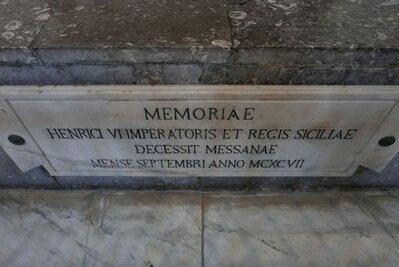 MEMORIAE
HENRICI VI IMPERATORIS ET REGIS SICILIAE
DECESSIT MESSANAE
MENSE SEPTEMBRI ANNO MCXCVII